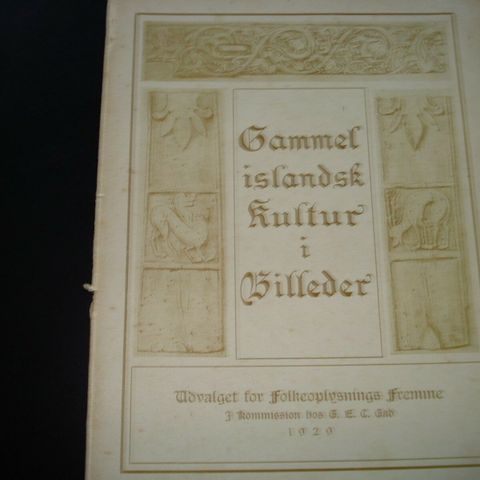 Gammel
islandsk
Kultur
i
Billeder
Udvalget for Folkeoplysnings Fremme
I Kommission hos G. E. C. Gad
1929